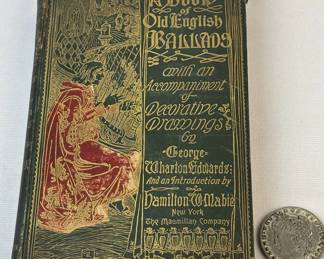 A Book
of
Old English
BALLADS
with an
Accompaniment
of
Decorative
Drawings
by
George
Wharton Edwards:
And an Introduction by
Hamilton W. Mabie
New York
The Macmillan Company